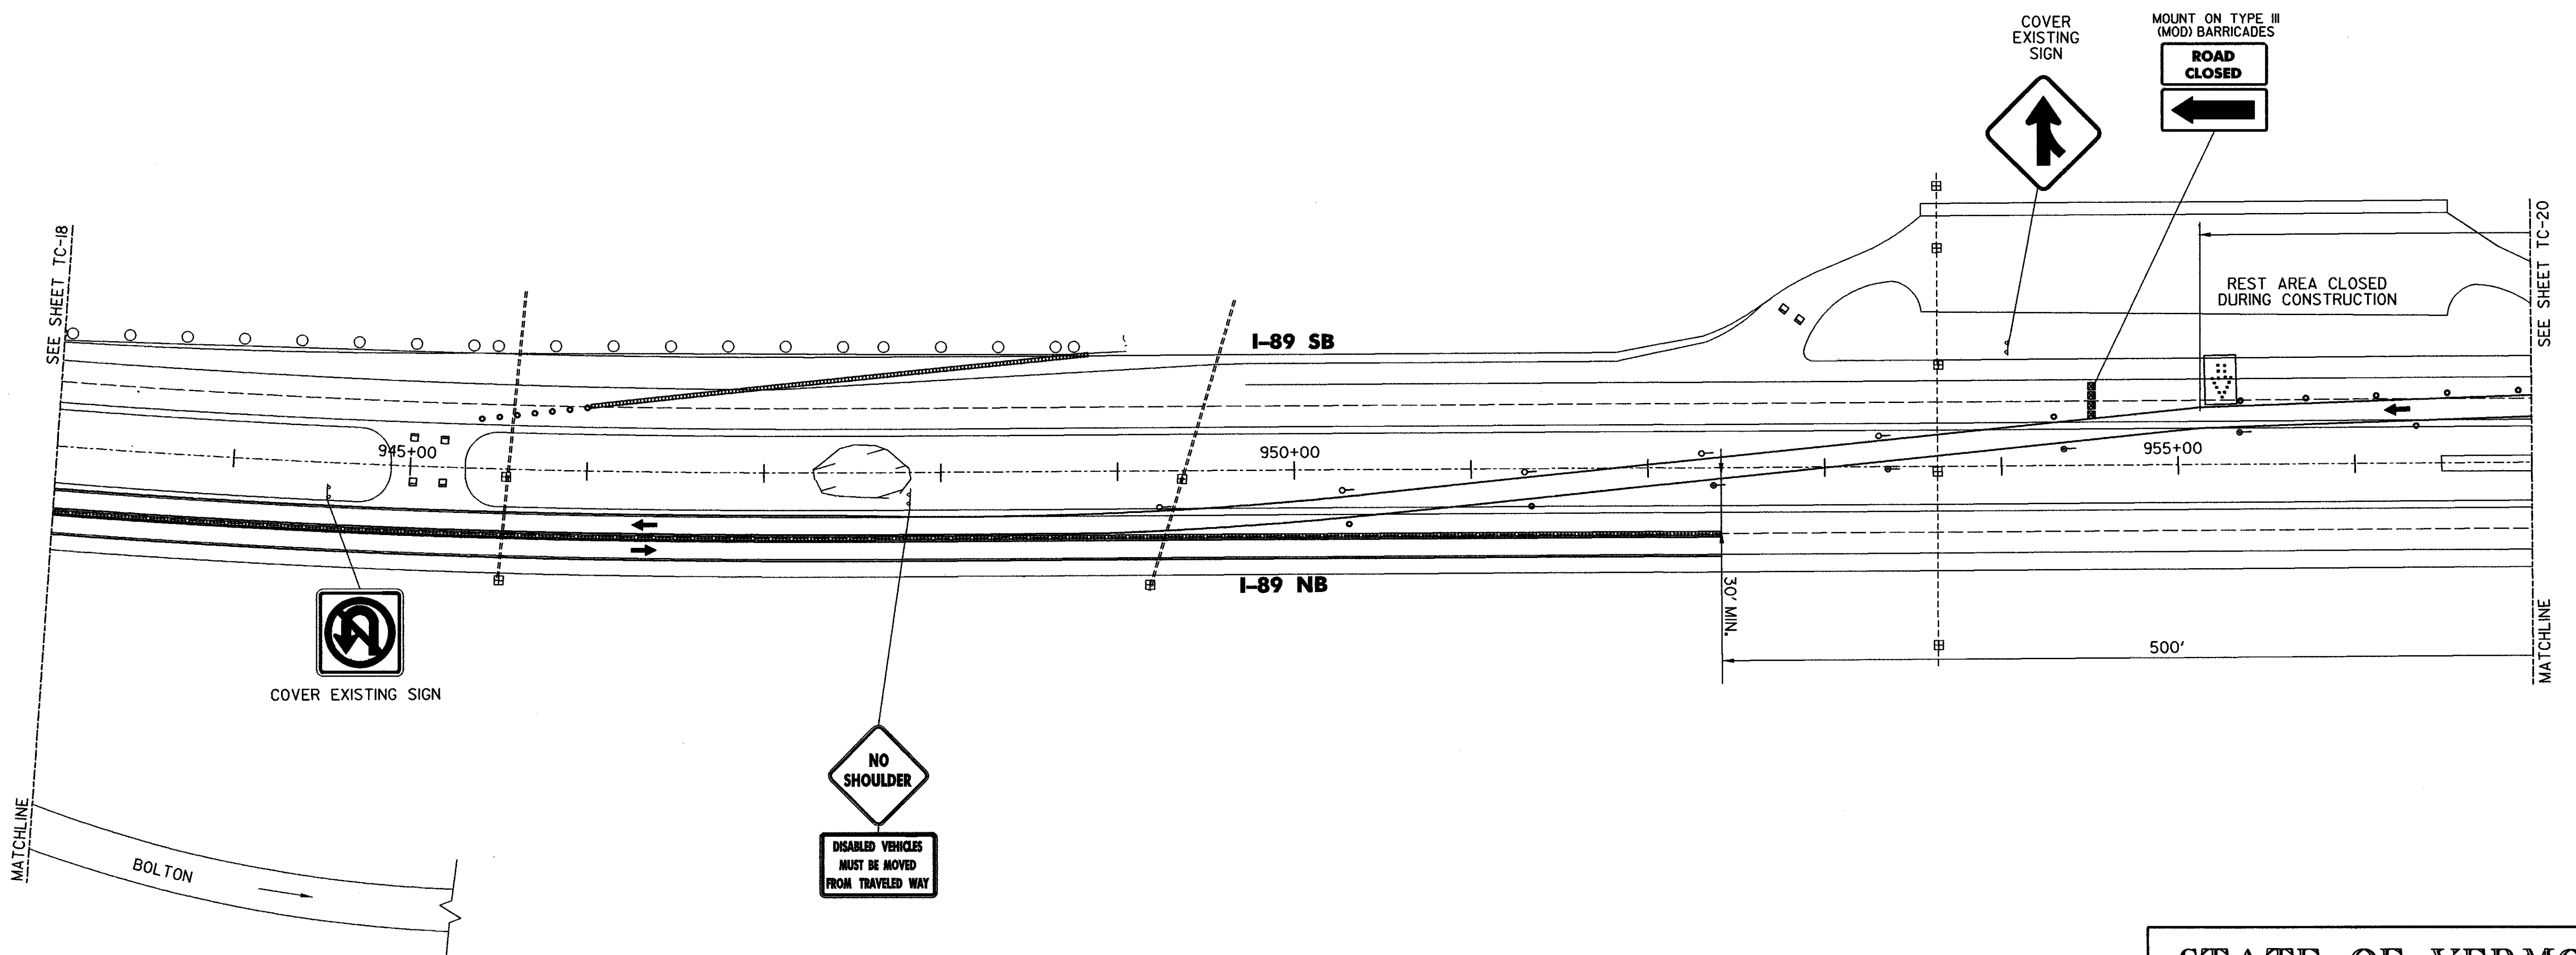 COVER
EXISTING
SIGN
MOUNT ON TYPE III
(MOD) BARRICADES
ROAD
CLOSED
SEE SHEET TC-18
SEE SHEET TC-20
REST AREA CLOSED
DURING CONSTRUCTION
I-89 SB
945+00
950+00
955+00
I-89 NB
30' MIN.
500'
MATCHLINE
COVER EXISTING SIGN
NO
SHOULDER
DISABLED VEHICLES
MUST BE MOVED
FROM TRAVELED WAY
MATCHLINE
BOLTON